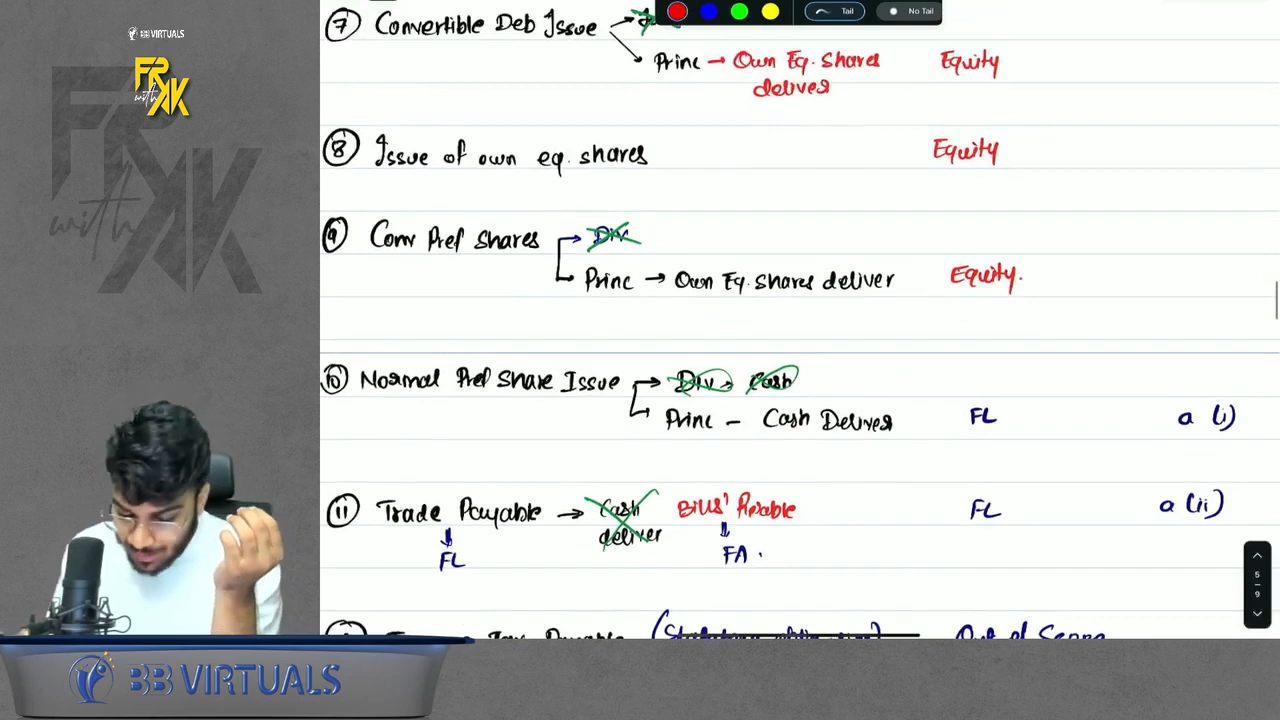 Tail
No Tail
BB VIRTUALS
FR
with
AK
⑦ Convertible Deb Issue →
Princ → Own Eq. Shares Equity
deliver
⑧ Issue of own eq. shares Equity
⑨ Conv Pref Shares → Div
Princ → Own Eq. shares deliver Equity.
⑩ Normal Pref Share Issue → Div → Cash
Princ – Cash Deliver FL a (i)
⑪ Trade Payable → Cash Bills' FL a (ii)
deliver
FL FA
Payable Out of Scope
5
9
BB VIRTUALS